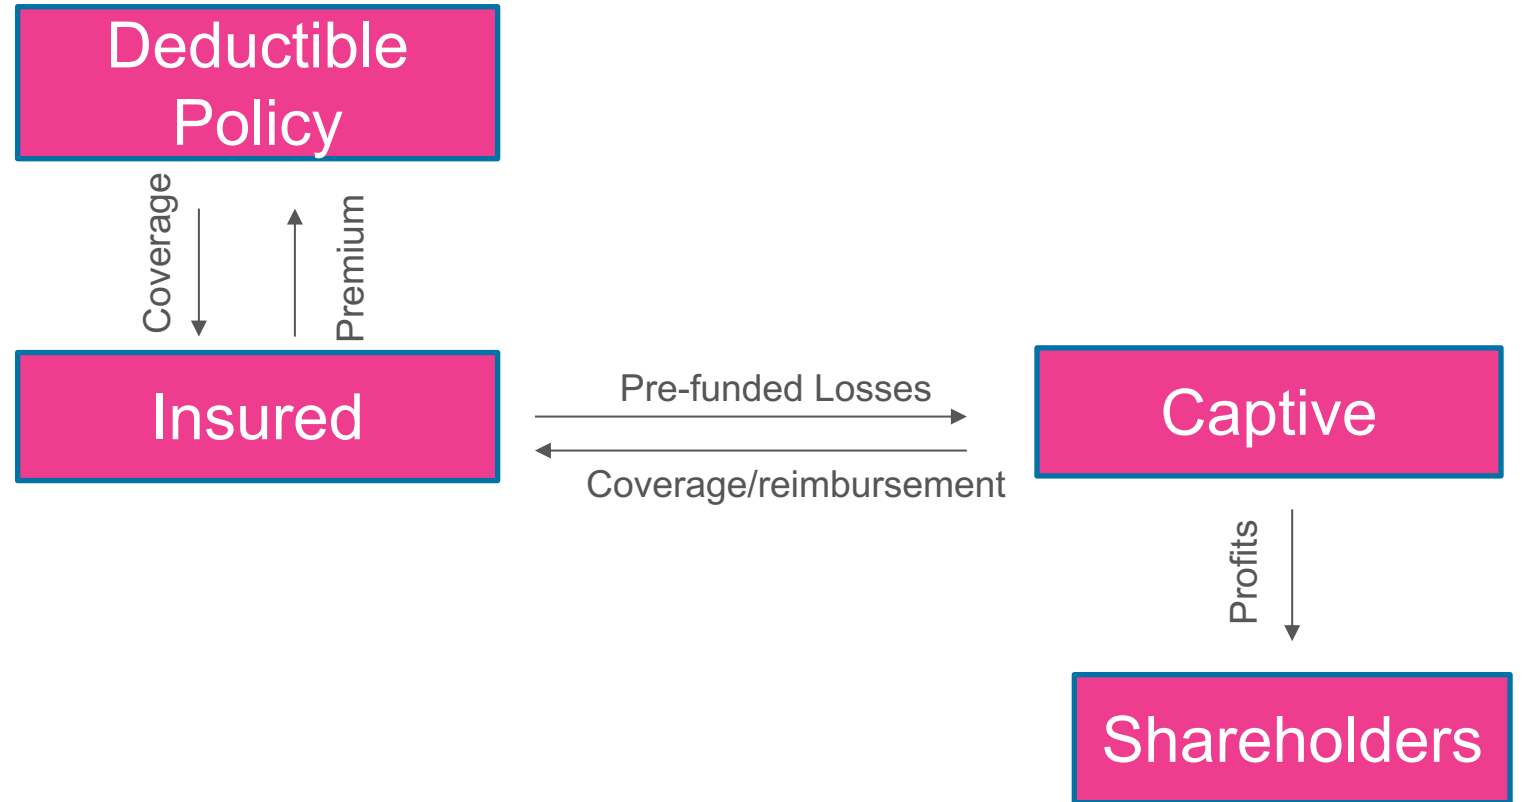 Deductible
Policy
Coverage
Premium
Insured
Pre-funded Losses
Coverage/reimbursement
Captive
Profits
Shareholders